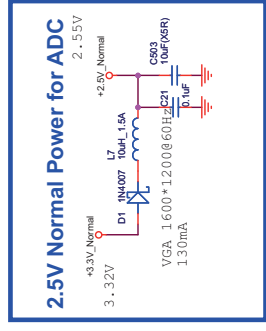 2.5V Normal Power for ADC
2.55V
+2.5V_Normal
C503
10uF(X5R)
C21
0.1uF
L7
10uH_1.5A
D1
1N4007
+3.3V_Normal
3.32V
VGA 1600*1200@60Hz
130mA